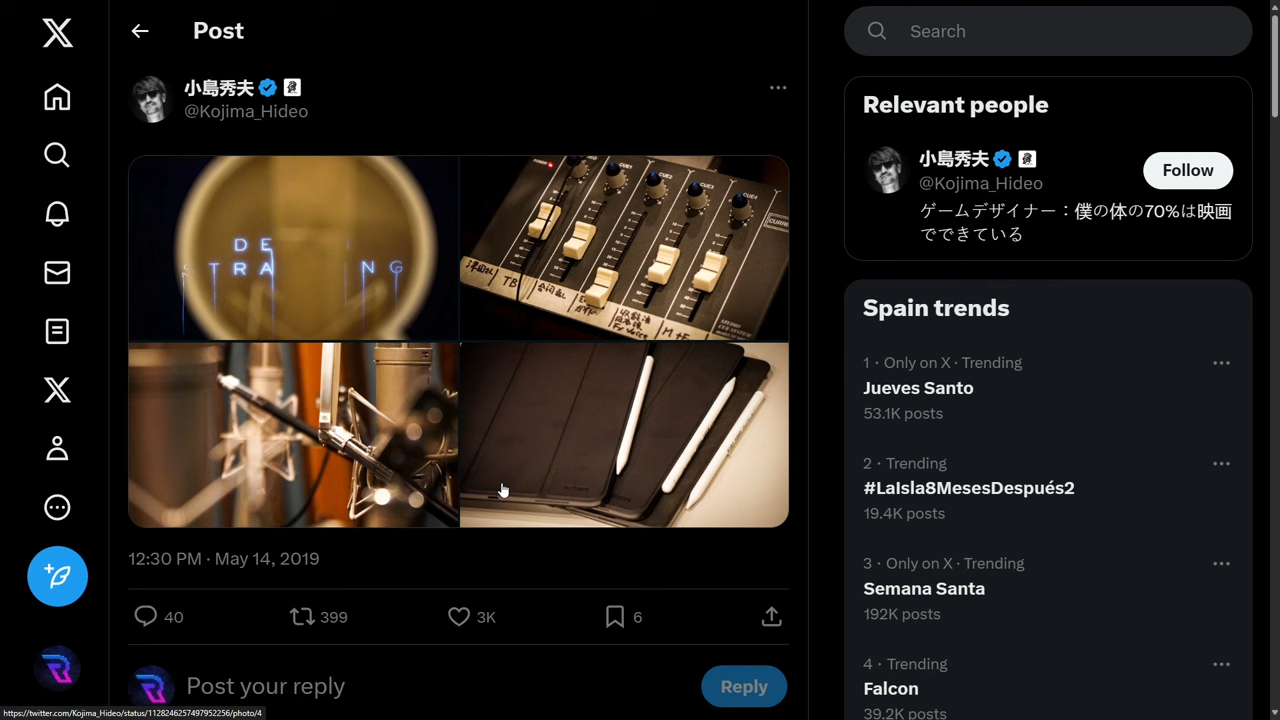 Post
小島秀夫
@Kojima_Hideo
DE
STRA NG
TB
12:30 PM · May 14, 2019
40
399
3K
6
Post your reply
Reply
https://twitter.com/Kojima_Hideo/status/1128246257497952256/photo/4
Search
Relevant people
小島秀夫
@Kojima_Hideo
Follow
ゲームデザイナー：僕の体の70%は映画
でできている
Spain trends
1 · Only on X · Trending
Jueves Santo
53.1K posts
2 · Trending
#LaIsla8MesesDespués2
19.4K posts
3 · Only on X · Trending
Semana Santa
192K posts
4 · Trending
Falcon
39.2K posts